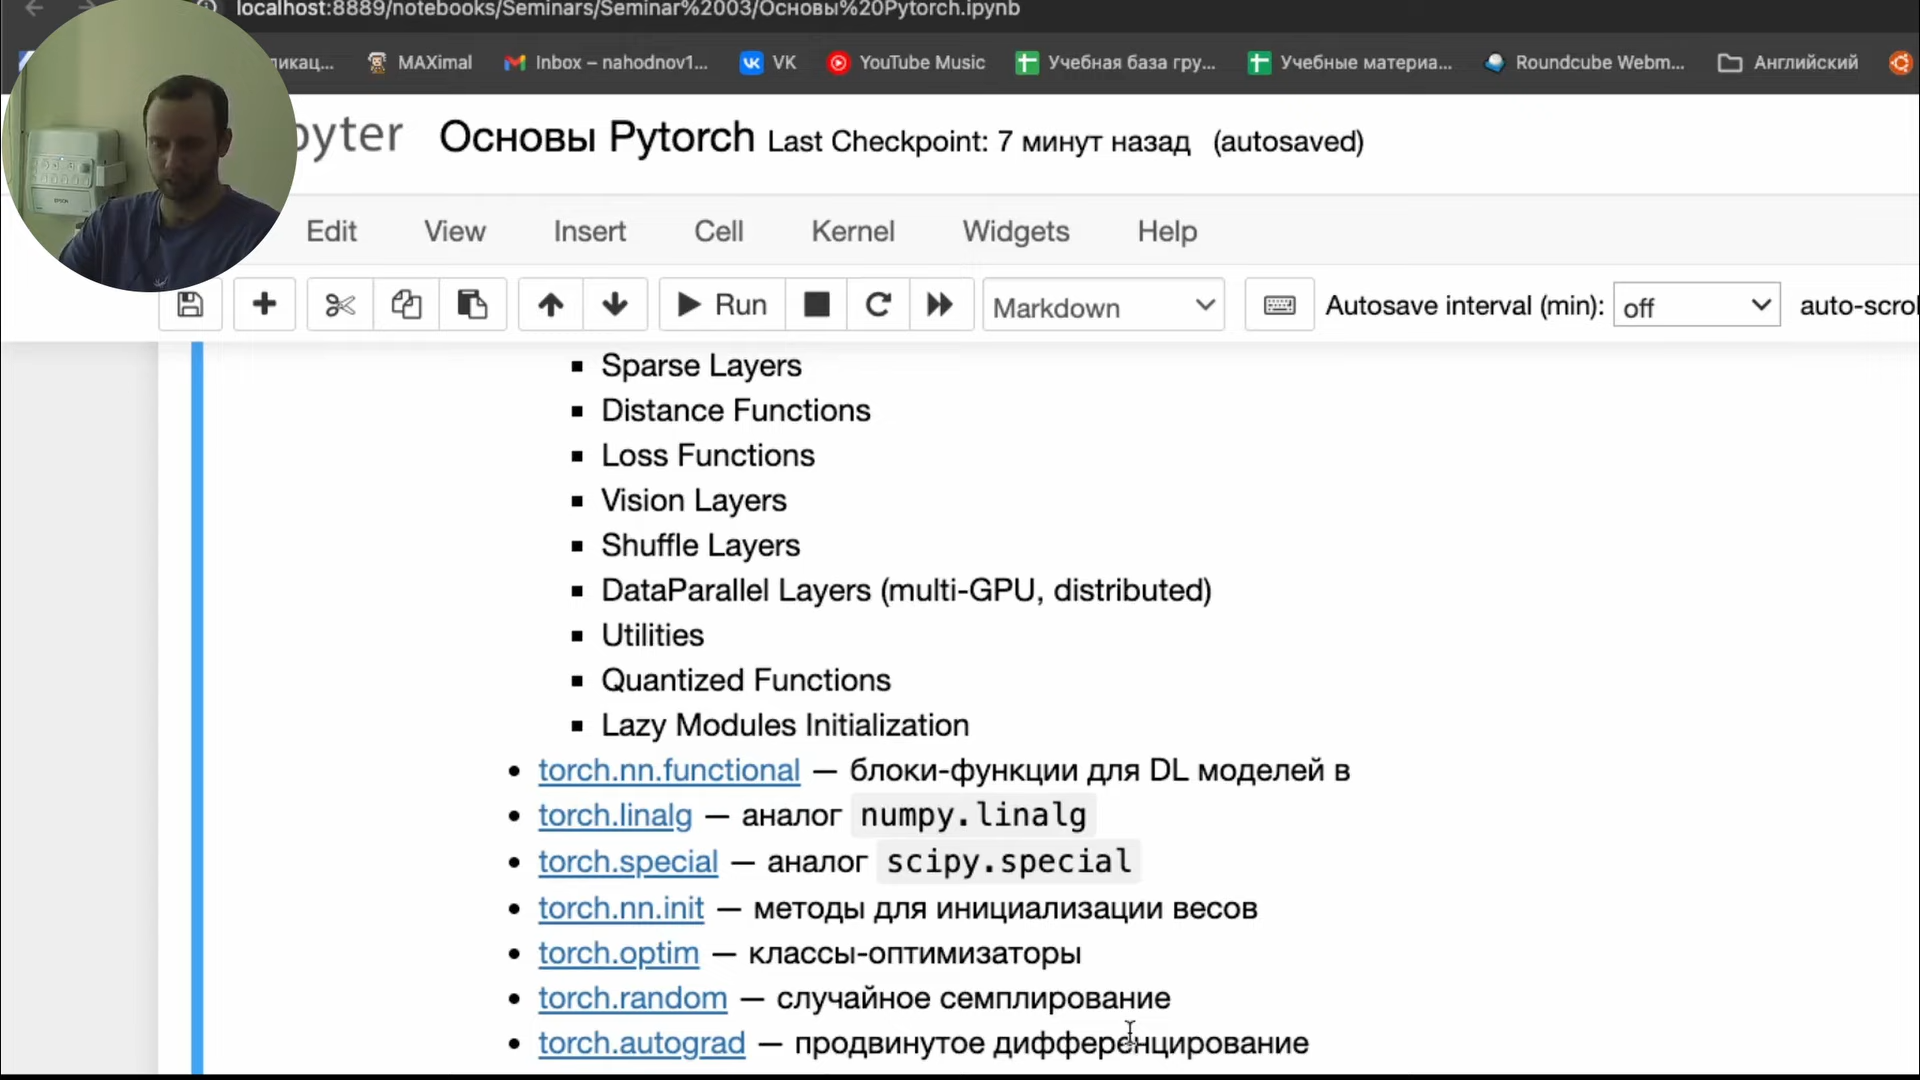 localhost:8889/notebooks/Seminars/Seminar%2003/Основы%20Pytorch.ipynb
MAXimal
Inbox – nahodnov1...
VK
YouTube Music
Учебная база гру...
Учебные материа...
Roundcube Webm...
Английский
Основы Pytorch Last Checkpoint: 7 минут назад (autosaved)
Edit View Insert Cell Kernel Widgets Help
Run Markdown Autosave interval (min): off
▪ Sparse Layers
▪ Distance Functions
▪ Loss Functions
▪ Vision Layers
▪ Shuffle Layers
▪ DataParallel Layers (multi-GPU, distributed)
▪ Utilities
▪ Quantized Functions
▪ Lazy Modules Initialization
• torch.nn.functional — блоки-функции для DL моделей в
• torch.linalg — аналог numpy.linalg
• torch.special — аналог scipy.special
• torch.nn.init — методы для инициализации весов
• torch.optim — классы-оптимизаторы
• torch.random — случайное семплирование
• torch.autograd — продвинутое дифференцирование